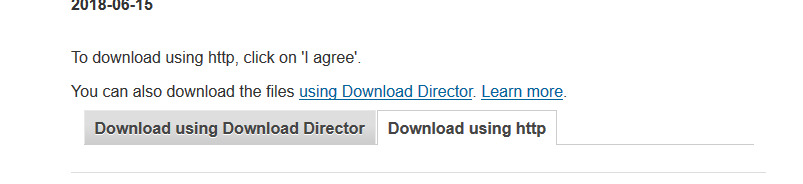 2018-06-15
To download using http, click on 'I agree'.
You can also download the files using Download Director. Learn more.
Download using Download Director Download using http